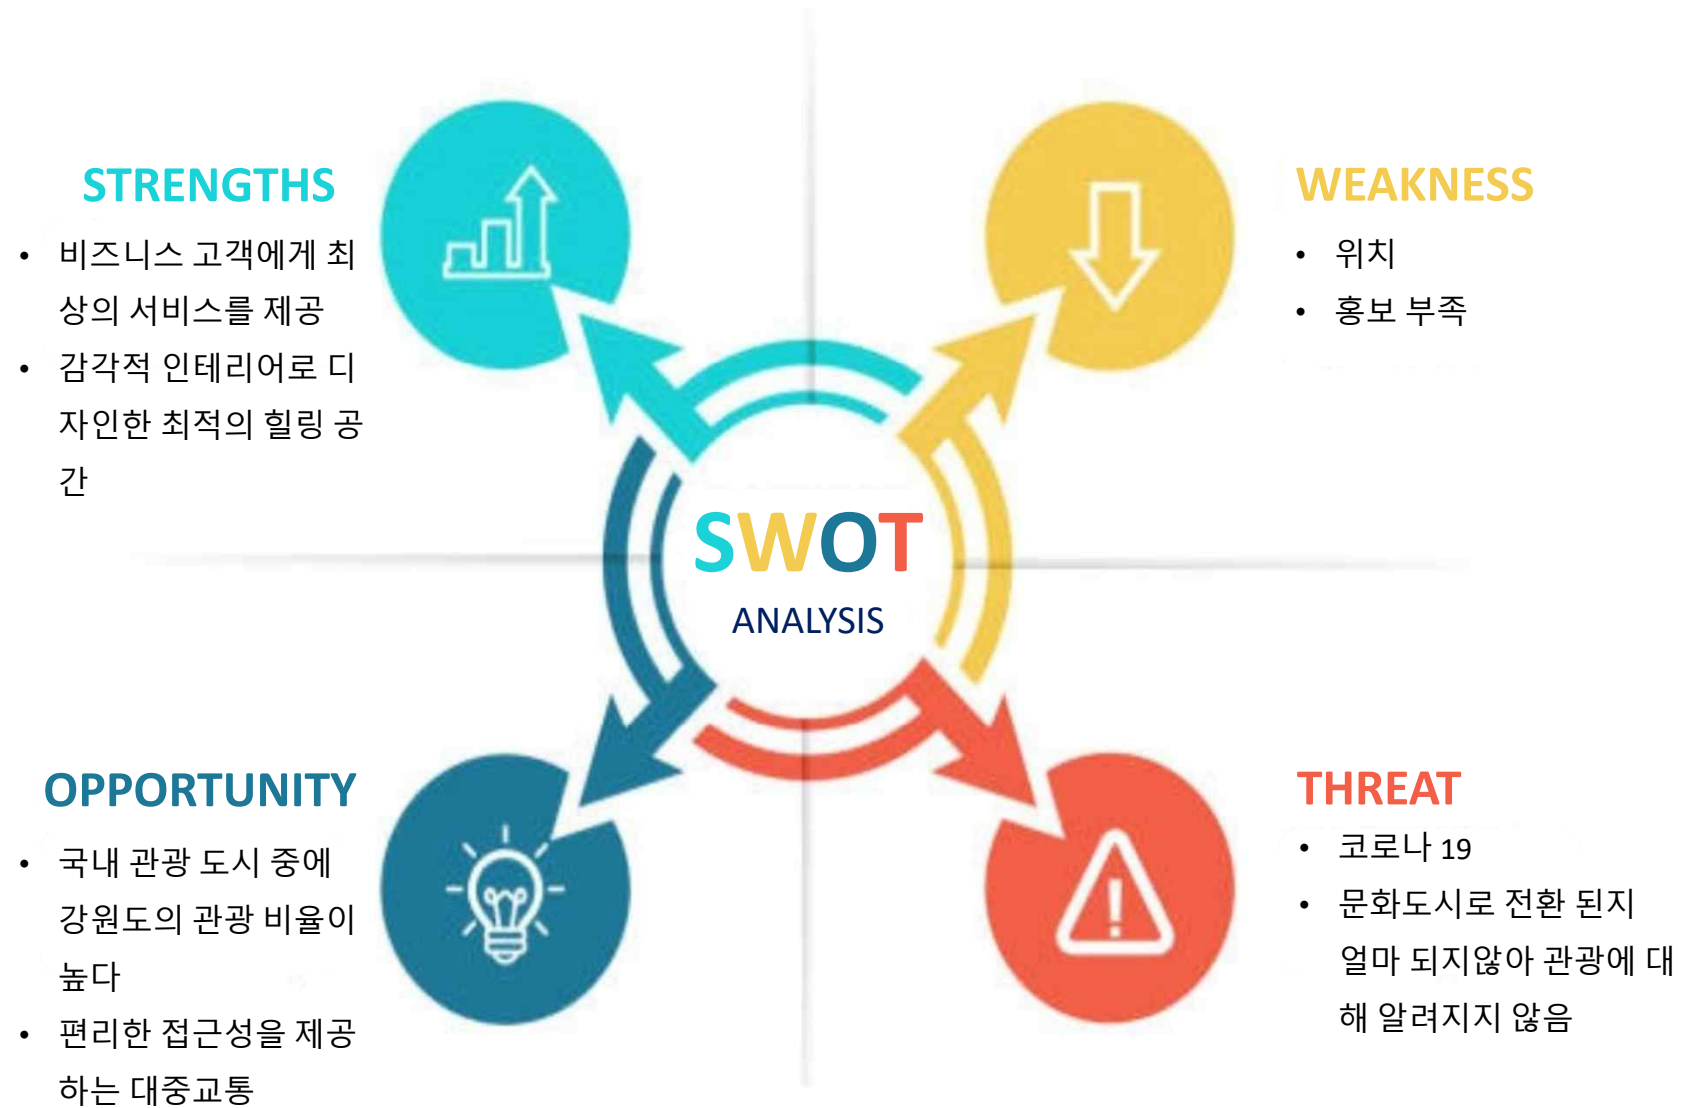 STRENGTHS
• 비즈니스 고객에게 최
상의 서비스를 제공
• 감각적 인테리어로 디
자인한 최적의 힐링 공
간
WEAKNESS
• 위치
• 홍보 부족
SWOT
ANALYSIS
OPPORTUNITY
• 국내 관광 도시 중에
강원도의 관광 비율이
높다
• 편리한 접근성을 제공
하는 대중교통
THREAT
• 코로나 19
• 문화도시로 전환 된지
얼마 되지않아 관광에 대
해 알려지지 않음